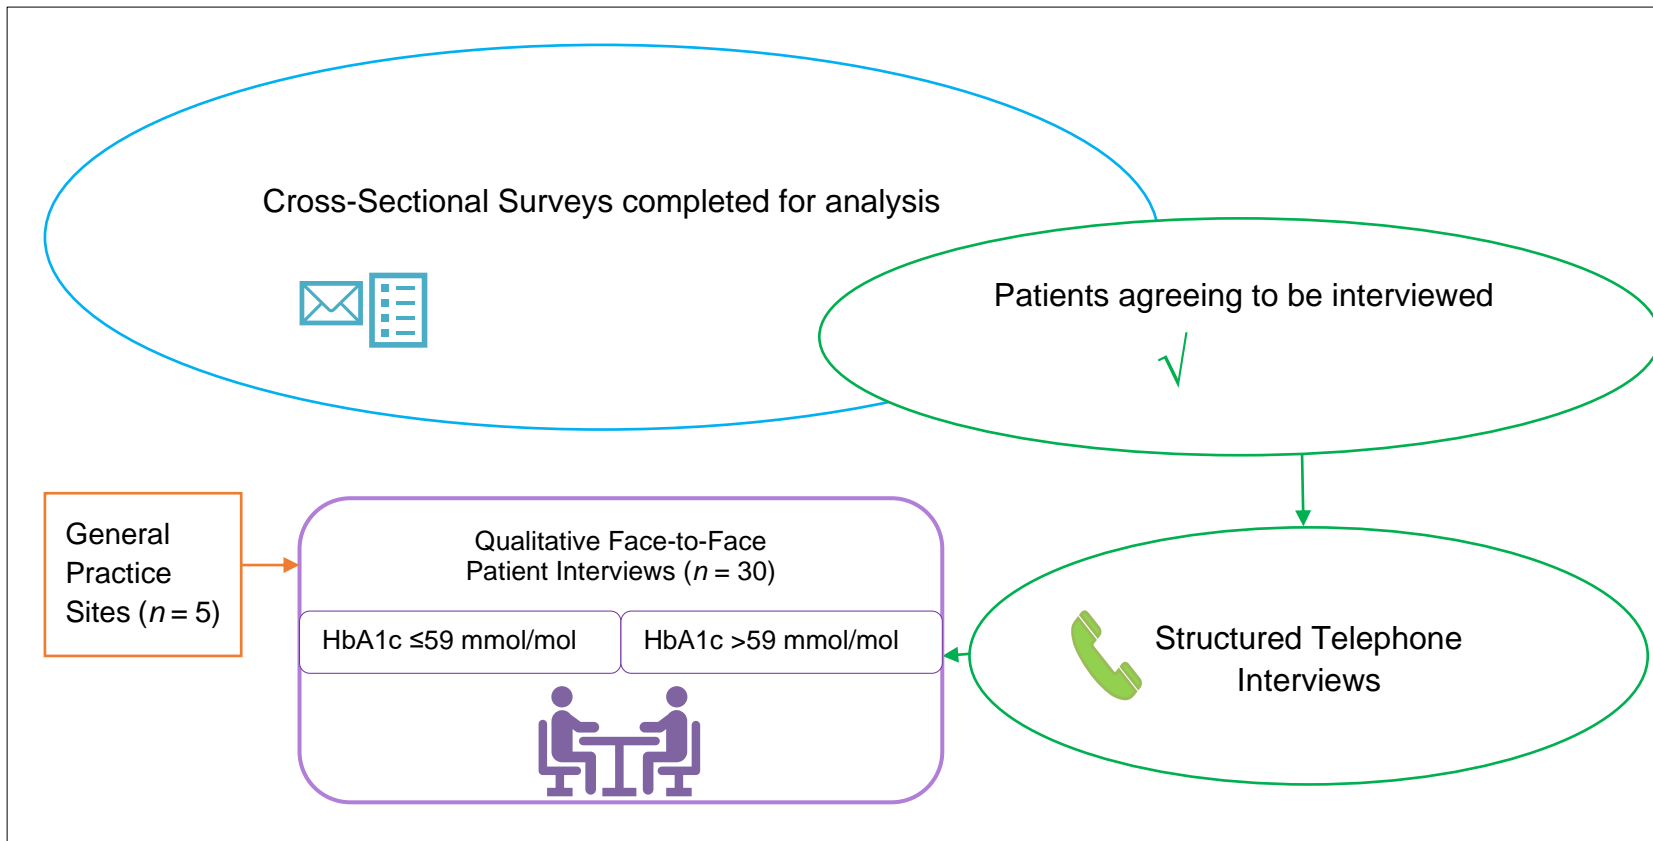 Cross-Sectional Surveys completed for analysis
Patients agreeing to be interviewed
√
General
Practice
Sites (n = 5)
Qualitative Face-to-Face
Patient Interviews (n = 30)
HbA1c ≤59 mmol/mol
HbA1c >59 mmol/mol
Structured Telephone
Interviews